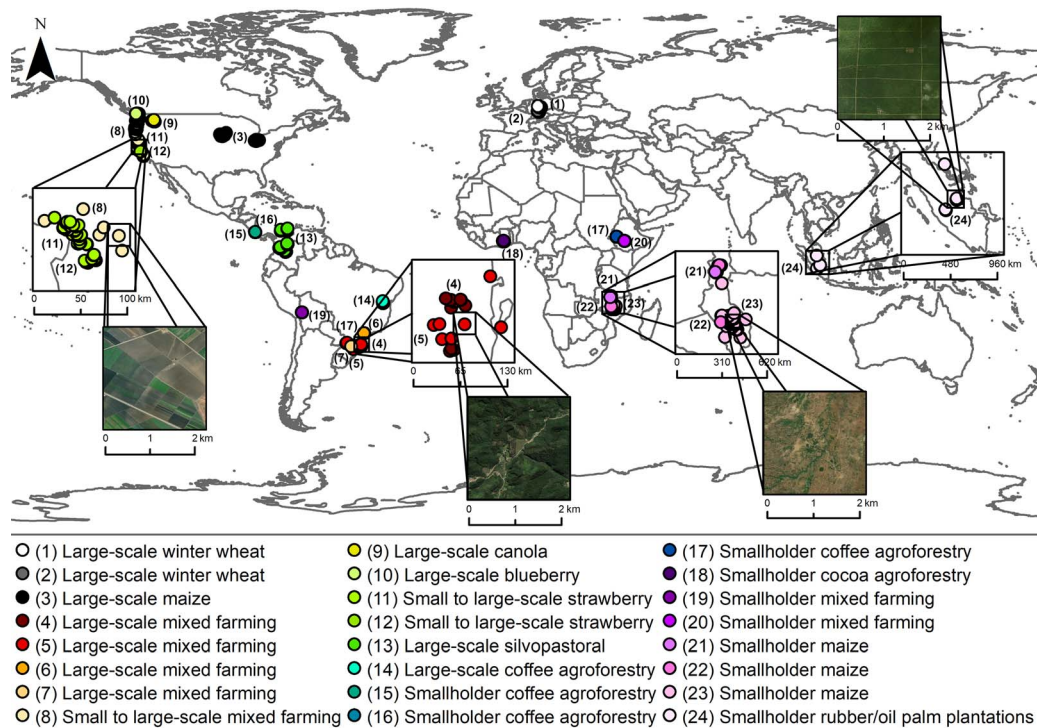 N
0 1 2 km
(10)
(9)
(8)
(11)
(12)
(3)
(1)
(2)
(8)
(11)
(12)
0 50 100 km
0 1 2 km
(16)
(15)
(13)
(19)
(14)
(17)
(6)
(4)
(7)
(5)
(4)
(5)
0 65 130 km
0 1 2 km
(17)
(20)
(18)
(21)
(22)
(23)
(21)
(23)
(22)
0 310 620 km
0 1 2 km
(24)
(24)
0 480 960 km
(1) Large-scale winter wheat
(2) Large-scale winter wheat
(3) Large-scale maize
(4) Large-scale mixed farming
(5) Large-scale mixed farming
(6) Large-scale mixed farming
(7) Large-scale mixed farming
(8) Small to large-scale mixed farming
(9) Large-scale canola
(10) Large-scale blueberry
(11) Small to large-scale strawberry
(12) Small to large-scale strawberry
(13) Large-scale silvopastoral
(14) Large-scale coffee agroforestry
(15) Smallholder coffee agroforestry
(16) Smallholder coffee agroforestry
(17) Smallholder coffee agroforestry
(18) Smallholder cocoa agroforestry
(19) Smallholder mixed farming
(20) Smallholder mixed farming
(21) Smallholder maize
(22) Smallholder maize
(23) Smallholder maize
(24) Smallholder rubber/oil palm plantations